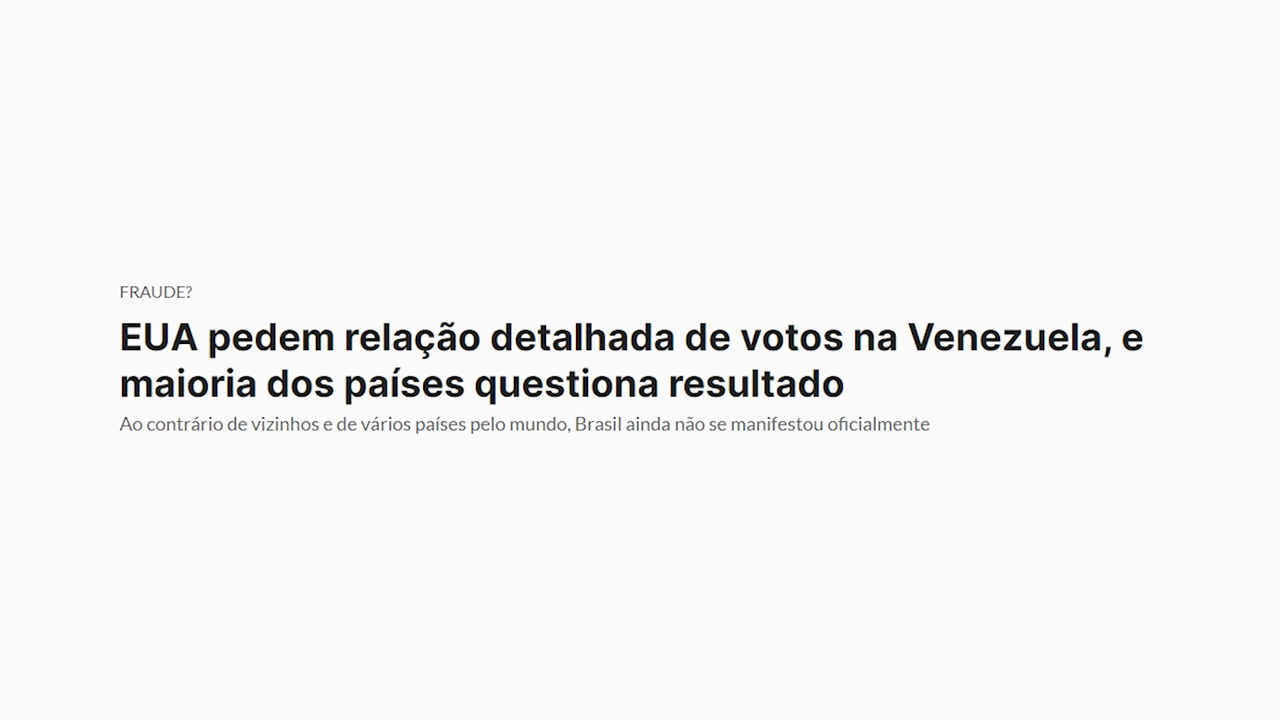 FRAUDE?
EUA pedem relação detalhada de votos na Venezuela, e
maioria dos países questiona resultado
Ao contrário de vizinhos e de vários países pelo mundo, Brasil ainda não se manifestou oficialmente